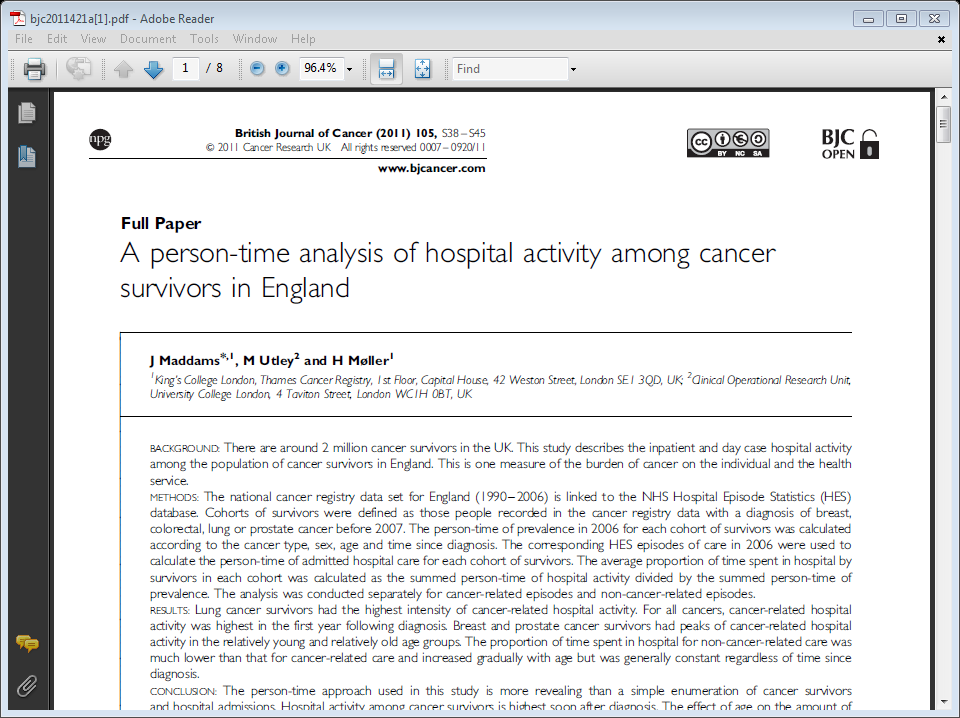 bjc2011421a[1].pdf - Adobe Reader
File Edit View Document Tools Window Help
1 / 8 96.4% Find
npg
British Journal of Cancer (2011) 105, S38–S45
© 2011 Cancer Research UK All rights reserved 0007–0920/11
www.bjcancer.com
cc BY NC SA
BJC
OPEN
Full Paper
A person-time analysis of hospital activity among cancer
survivors in England
J Maddams*,1, M Utley2 and H Møller1
1King's College London, Thames Cancer Registry, 1st Floor, Capital House, 42 Weston Street, London SE1 3QD, UK; 2Clinical Operational Research Unit,
University College London, 4 Taviton Street, London WC1H 0BT, UK
BACKGROUND: There are around 2 million cancer survivors in the UK. This study describes the inpatient and day case hospital activity
among the population of cancer survivors in England. This is one measure of the burden of cancer on the individual and the health
service.
METHODS: The national cancer registry data set for England (1990–2006) is linked to the NHS Hospital Episode Statistics (HES)
database. Cohorts of survivors were defined as those people recorded in the cancer registry data with a diagnosis of breast,
colorectal, lung or prostate cancer before 2007. The person-time of prevalence in 2006 for each cohort of survivors was calculated
according to the cancer type, sex, age and time since diagnosis. The corresponding HES episodes of care in 2006 were used to
calculate the person-time of admitted hospital care for each cohort of survivors. The average proportion of time spent in hospital by
survivors in each cohort was calculated as the summed person-time of hospital activity divided by the summed person-time of
prevalence. The analysis was conducted separately for cancer-related episodes and non-cancer-related episodes.
RESULTS: Lung cancer survivors had the highest intensity of cancer-related hospital activity. For all cancers, cancer-related hospital
activity was highest in the first year following diagnosis. Breast and prostate cancer survivors had peaks of cancer-related hospital
activity in the relatively young and relatively old age groups. The proportion of time spent in hospital for non-cancer-related care was
much lower than that for cancer-related care and increased gradually with age but was generally constant regardless of time since
diagnosis.
CONCLUSION: The person-time approach used in this study is more revealing than a simple enumeration of cancer survivors
and hospital admissions. Hospital activity among cancer survivors is highest soon after diagnosis. The effect of age on the amount of